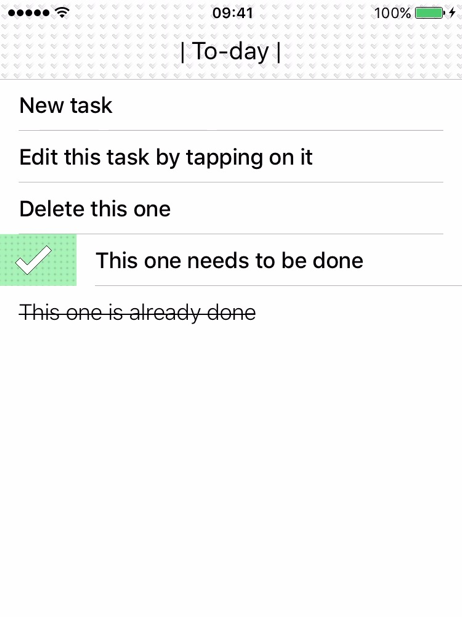 09:41
100%
| To-day |
New task
Edit this task by tapping on it
Delete this one
This one needs to be done
This one is already done